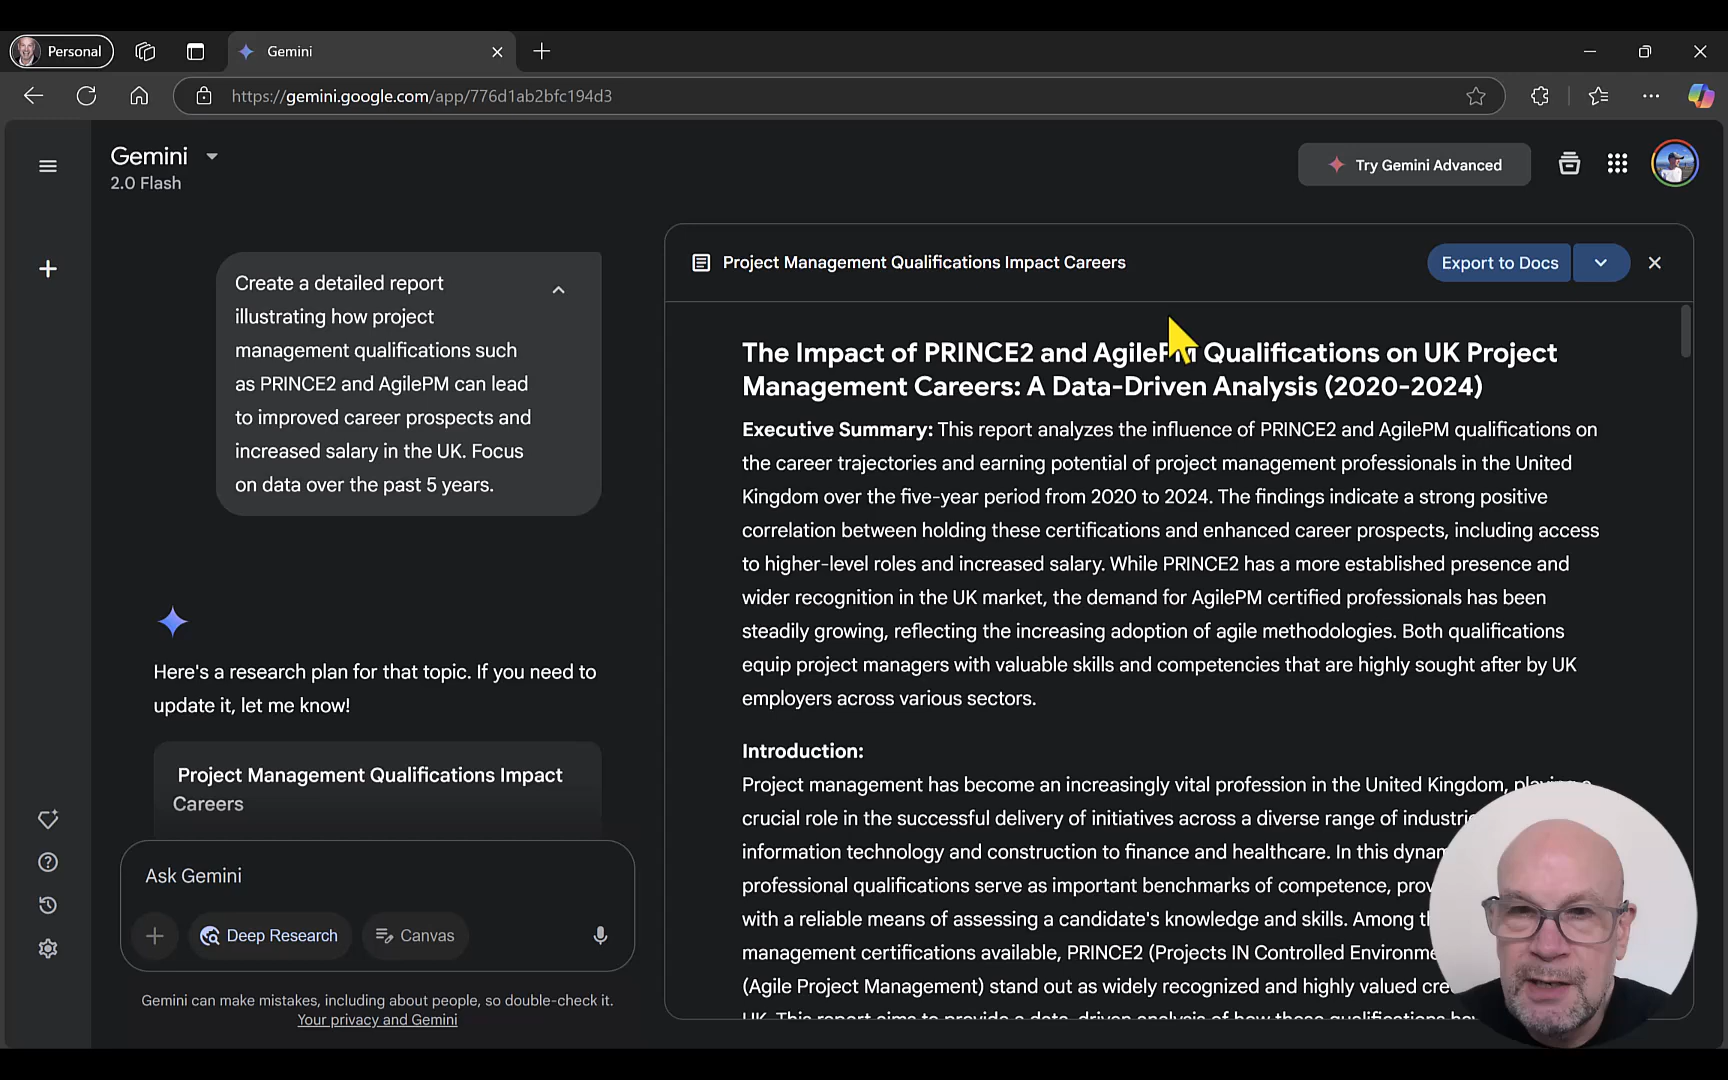 Personal
Gemini
https://gemini.google.com/app/776d1ab2bfc194d3
Gemini
2.0 Flash
Try Gemini Advanced
Create a detailed report
illustrating how project
management qualifications such
as PRINCE2 and AgilePM can lead
to improved career prospects and
increased salary in the UK. Focus
on data over the past 5 years.
Here's a research plan for that topic. If you need to
update it, let me know!
Project Management Qualifications Impact
Careers
Ask Gemini
Deep Research
Canvas
Gemini can make mistakes, including about people, so double-check it.
Your privacy and Gemini
Project Management Qualifications Impact Careers
Export to Docs
The Impact of PRINCE2 and AgilePM Qualifications on UK Project
Management Careers: A Data-Driven Analysis (2020-2024)
Executive Summary: This report analyzes the influence of PRINCE2 and AgilePM qualifications on
the career trajectories and earning potential of project management professionals in the United
Kingdom over the five-year period from 2020 to 2024. The findings indicate a strong positive
correlation between holding these certifications and enhanced career prospects, including access
to higher-level roles and increased salary. While PRINCE2 has a more established presence and
wider recognition in the UK market, the demand for AgilePM certified professionals has been
steadily growing, reflecting the increasing adoption of agile methodologies. Both qualifications
equip project managers with valuable skills and competencies that are highly sought after by UK
employers across various sectors.
Introduction:
Project management has become an increasingly vital profession in the United Kingdom,
crucial role in the successful delivery of initiatives across a diverse range of
information technology and construction to finance and healthcare. In this
professional qualifications serve as important benchmarks of competence,
with a reliable means of assessing a candidate's knowledge and skills. Among
management certifications available, PRINCE2 (Projects IN Controlled
(Agile Project Management) stand out as widely recognized and highly valued
UK. This report aims to provide a data-driven analysis of how these qualifications